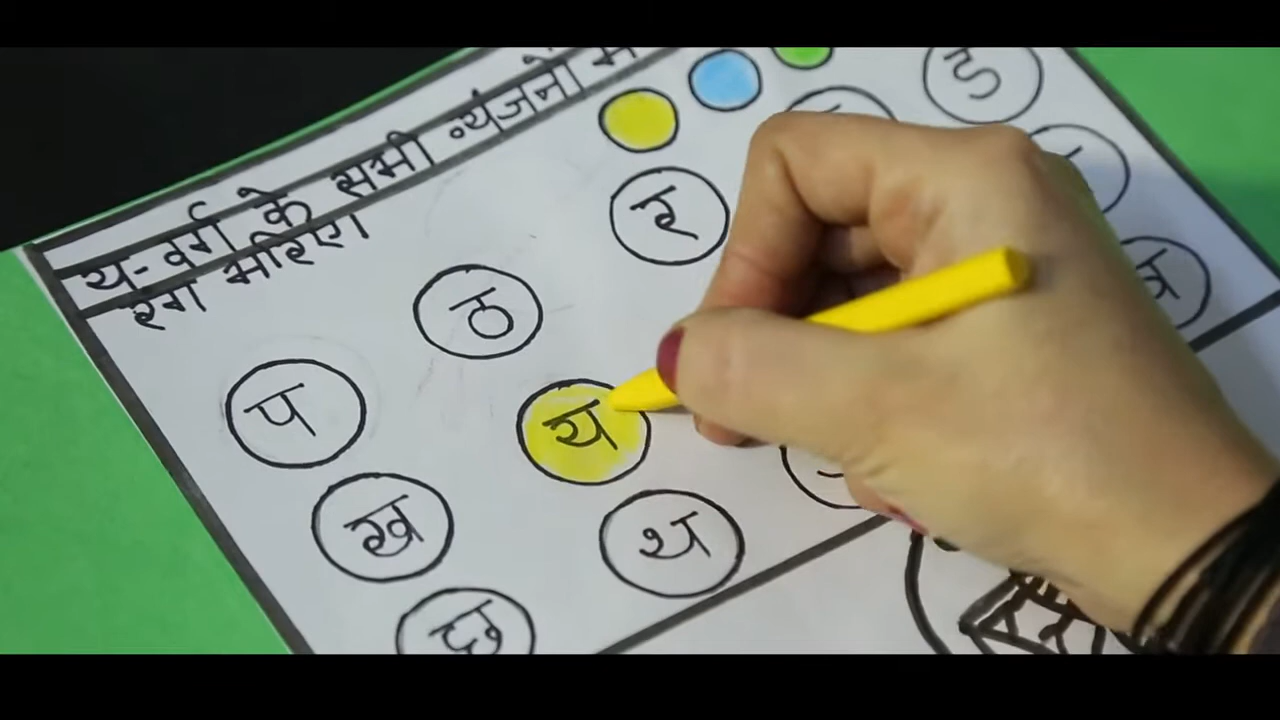 य-वर्ग के सभी व्यंजनों में
रंग भरिए।
ङ
र
ठ
प
य
ख
थ
छ